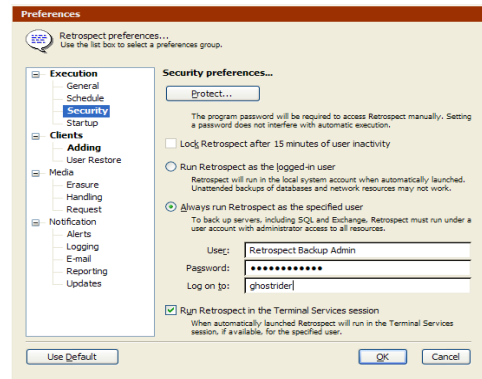 Preferences
Retrospect preferences...
Use the list box to select a preferences group.
Execution
General
Schedule
Security
Startup
Clients
Adding
User Restore
Media
Erasure
Handling
Request
Notification
Alerts
Logging
E-mail
Reporting
Updates
Security preferences...
Protect...
The program password will be required to access Retrospect manually. Setting
a password does not interfere with automatic execution.
Lock Retrospect after 15 minutes of user inactivity
Run Retrospect as the logged-in user
Retrospect will run in the local system account when automatically launched.
Unattended backups of databases and network resources may not work.
Always run Retrospect as the specified user
To back up servers, including SQL and Exchange, Retrospect must run under a
user account with administrator access to all resources.
User: Retrospect Backup Admin
Password: ●●●●●●●●●●●●
Log on to: ghostrider
Run Retrospect in the Terminal Services session
When automatically launched Retrospect will run in the Terminal Services
session, if available, for the specified user.
Use Default
OK
Cancel